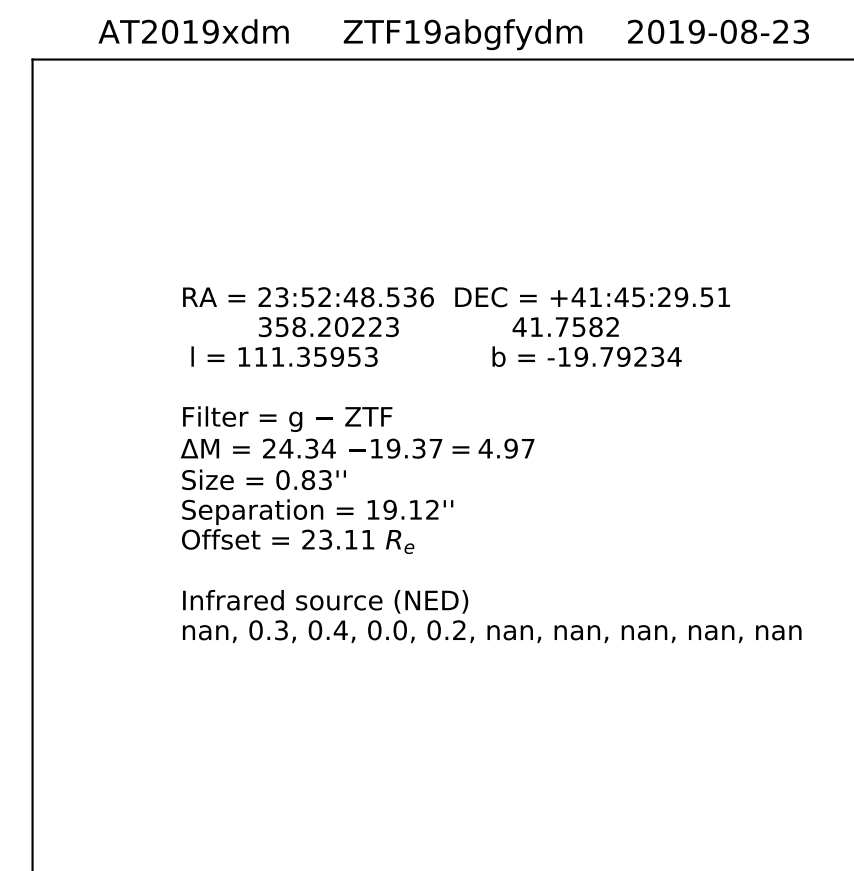 AT2019xdm ZTF19abgfydm 2019-08-23
RA = 23:52:48.536 DEC = +41:45:29.51
358.20223 41.7582
l = 111.35953 b = -19.79234
Filter = g − ZTF
ΔM = 24.34 −19.37 = 4.97
Size = 0.83''
Separation = 19.12''
Offset = 23.11 Re
Infrared source (NED)
nan, 0.3, 0.4, 0.0, 0.2, nan, nan, nan, nan, nan